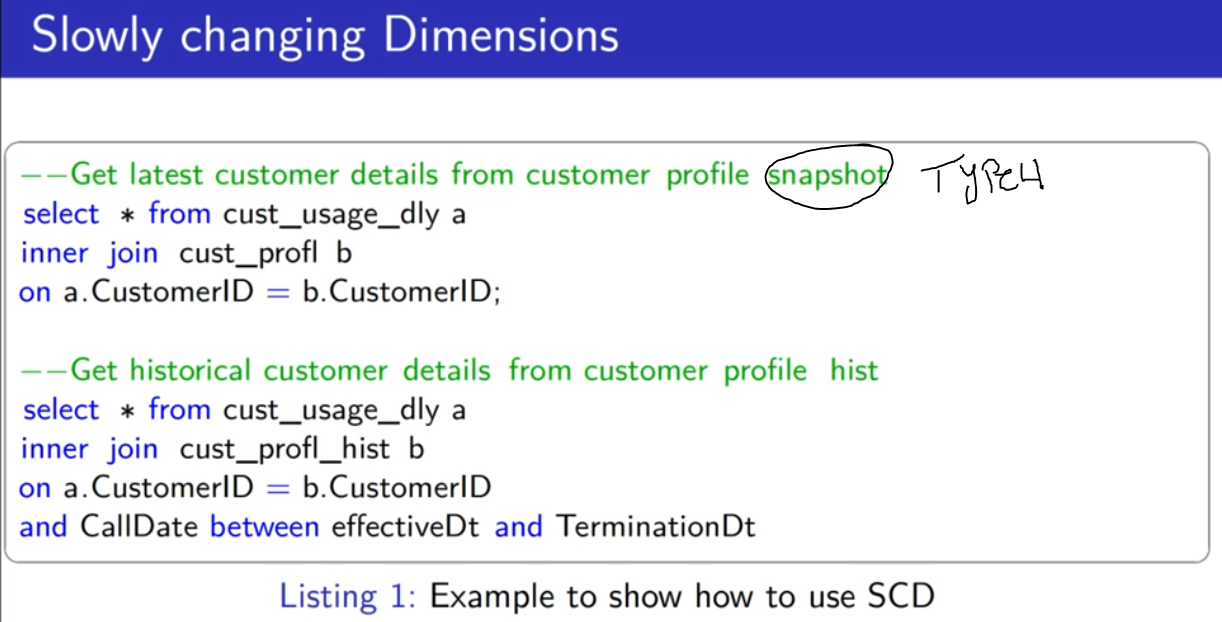 Slowly changing Dimensions
--Get latest customer details from customer profile snapshot TYPE4
select * from cust_usage_dly a
inner join cust_profl b
on a.CustomerID = b.CustomerID;
--Get historical customer details from customer profile hist
select * from cust_usage_dly a
inner join cust_profl_hist b
on a.CustomerID = b.CustomerID
and CallDate between effectiveDt and TerminationDt
Listing 1: Example to show how to use SCD